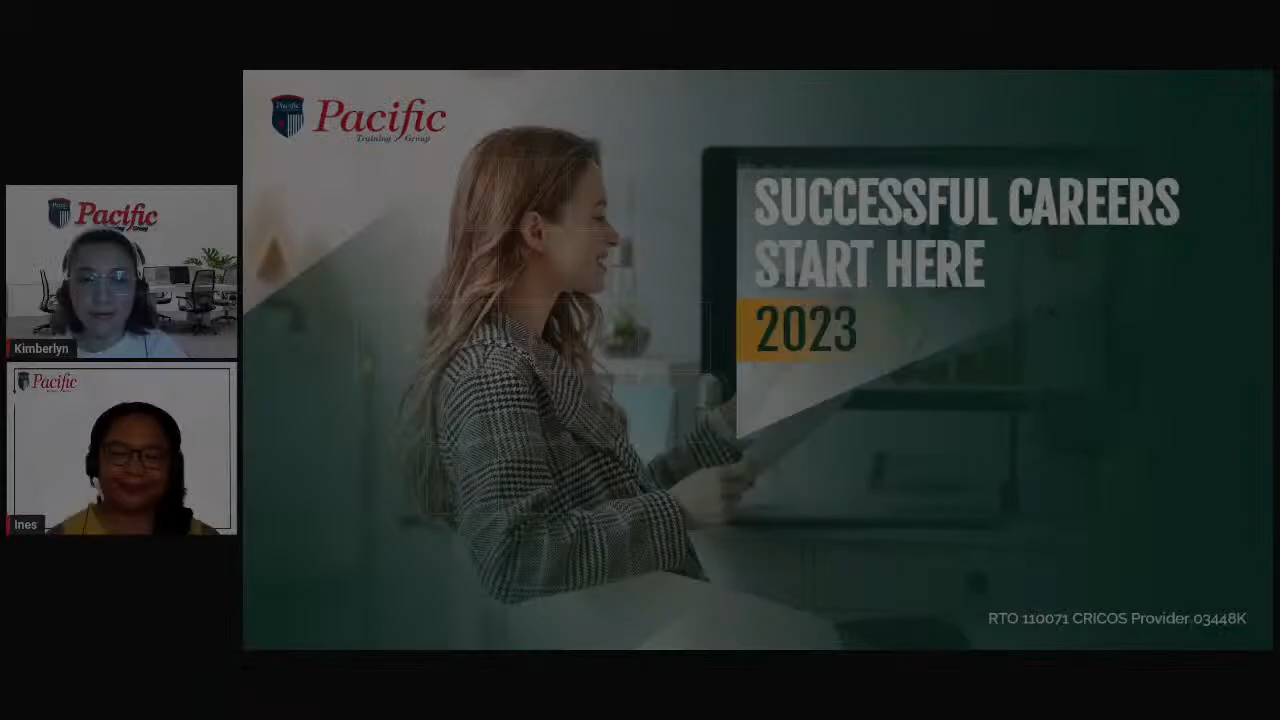 Pacific
Training Group
SUCCESSFUL CAREERS
START HERE
2023
Pacific
Kimberlyn
Pacific
Ines
RTO 110071 CRICOS Provider 03448K